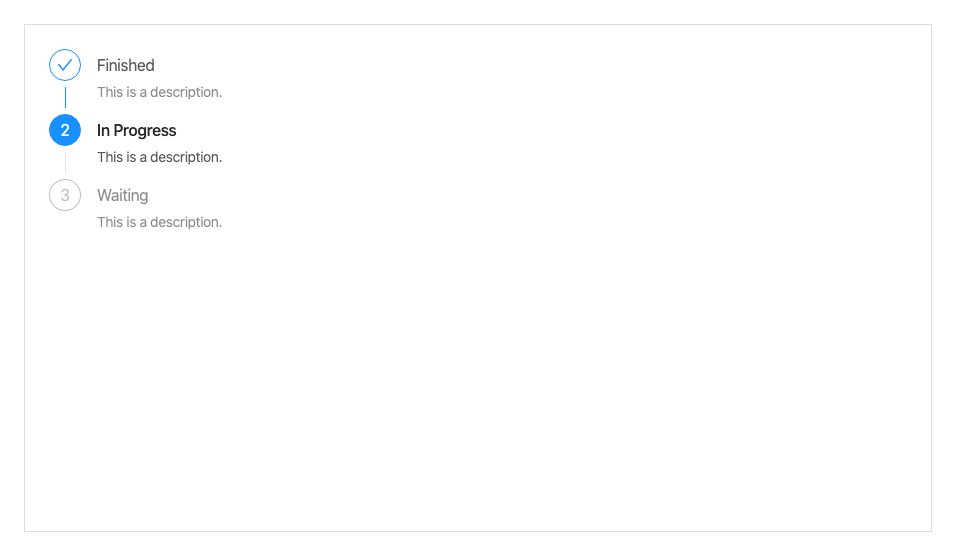 Finished
This is a description.
2
In Progress
This is a description.
3
Waiting
This is a description.